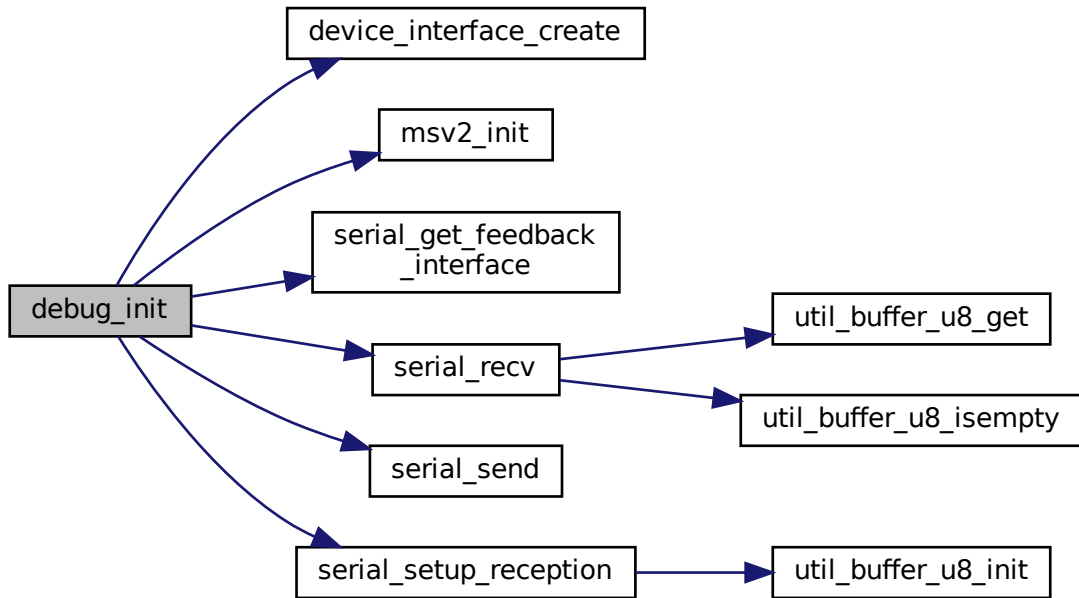 device_interface_create
msv2_init
serial_get_feedback
_interface
debug_init
util_buffer_u8_get
serial_recv
util_buffer_u8_isempty
serial_send
serial_setup_reception
util_buffer_u8_init